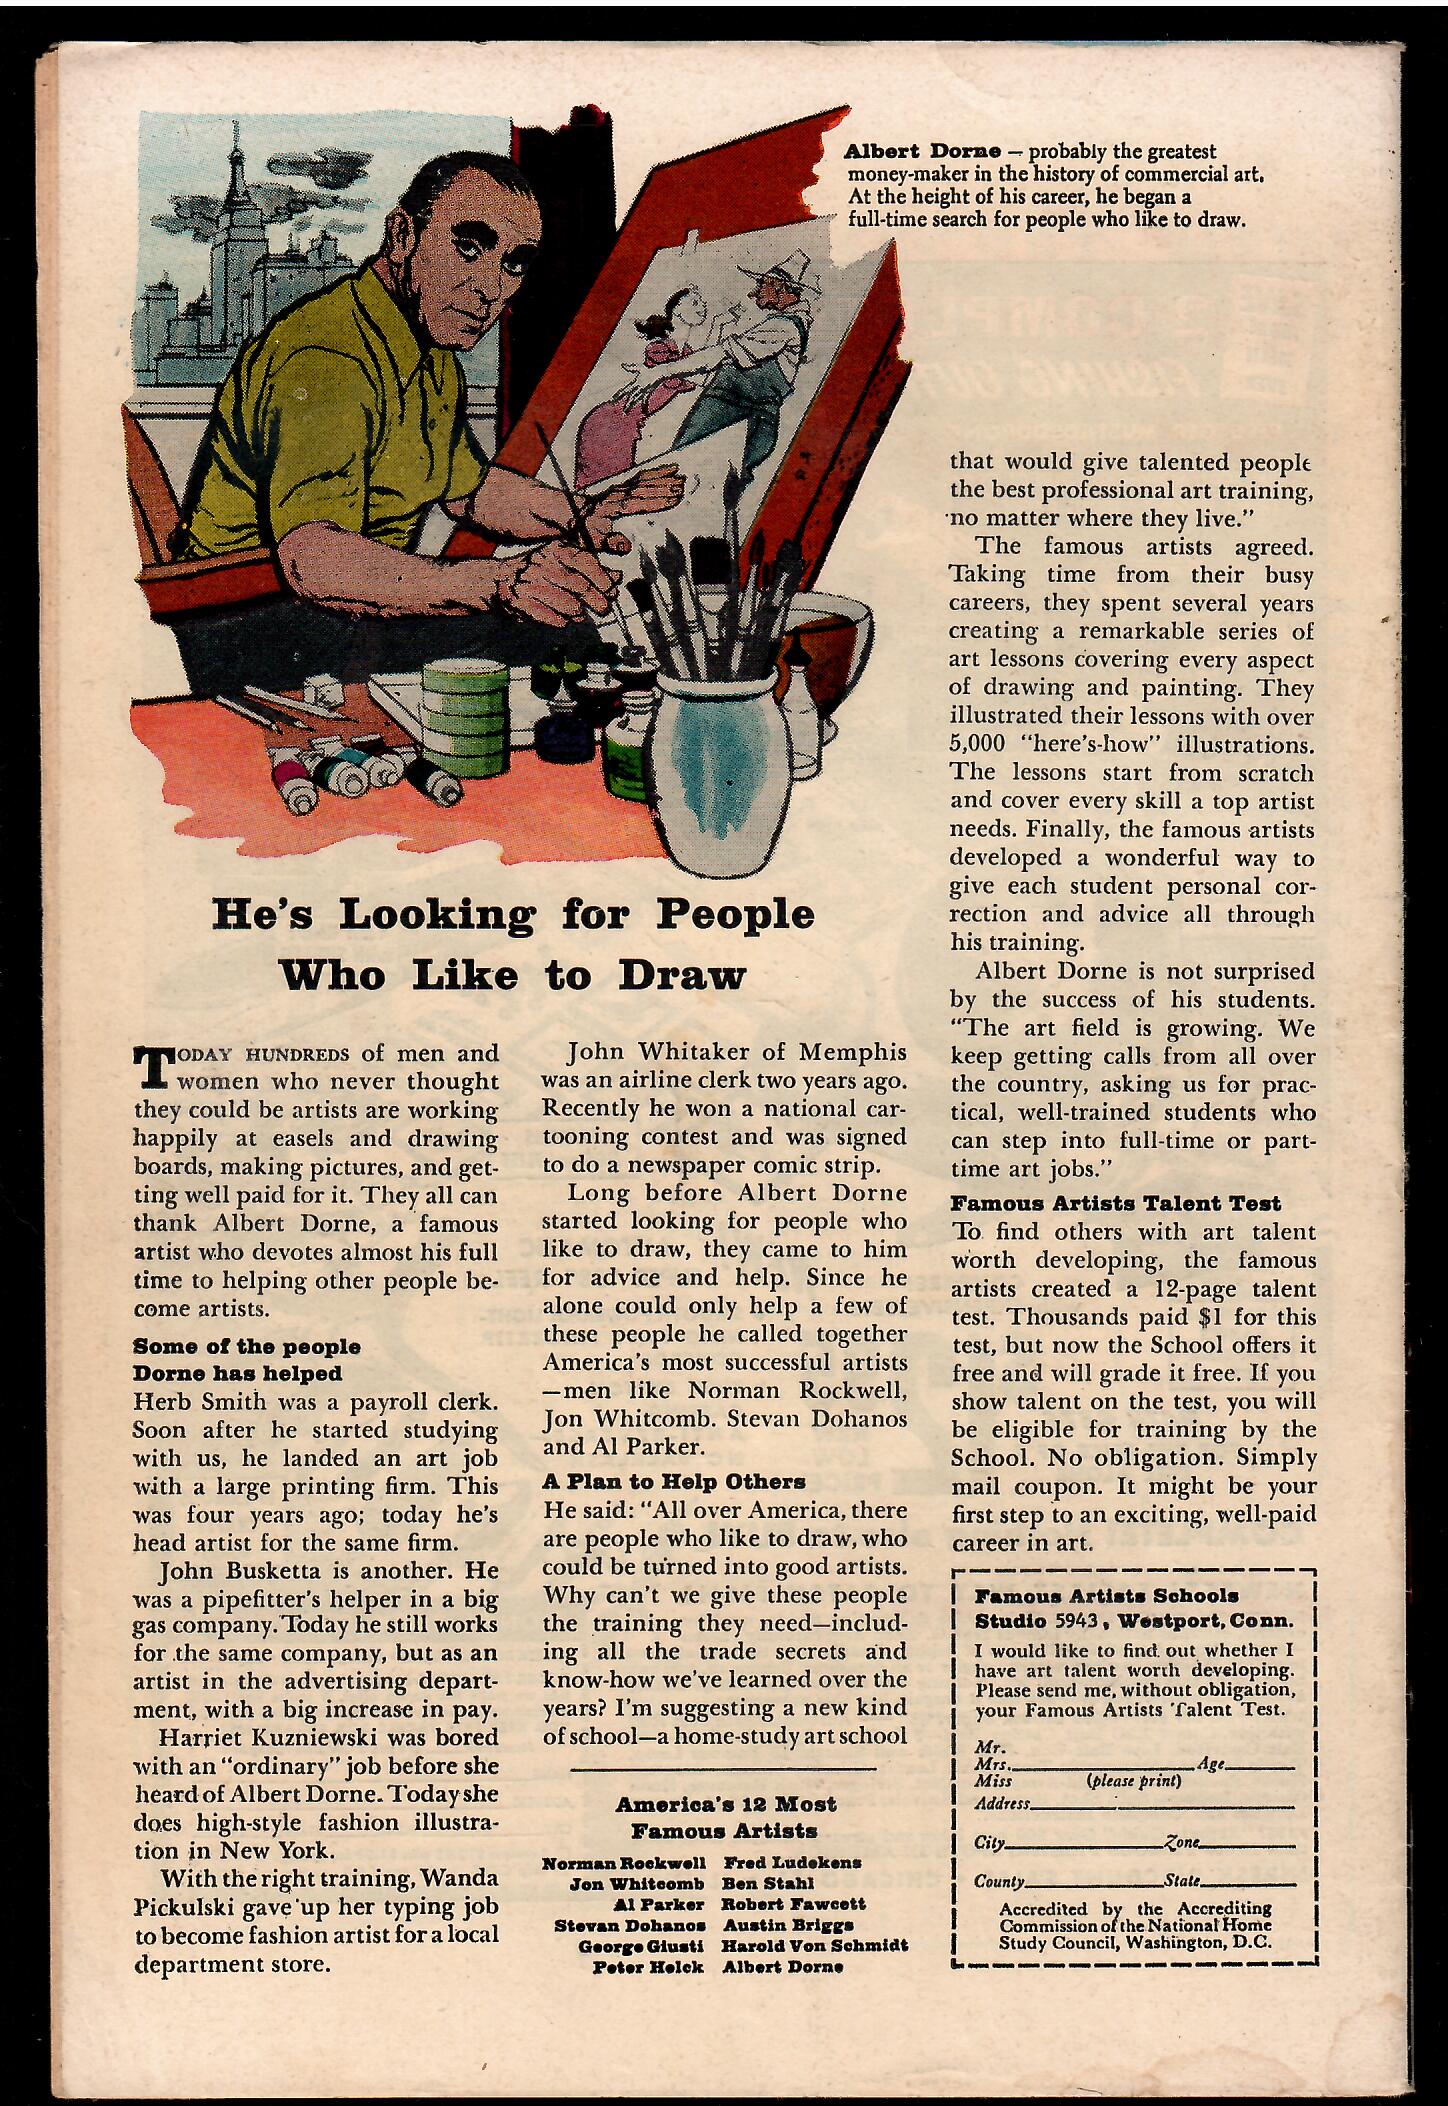 Albert Dorne – probably the greatest
money-maker in the history of commercial art.
At the height of his career, he began a
full-time search for people who like to draw.
He's Looking for People
Who Like to Draw
TODAY HUNDREDS of men and
women who never thought
they could be artists are working
happily at easels and drawing
boards, making pictures, and get-
ting well paid for it. They all can
thank Albert Dorne, a famous
artist who devotes almost his full
time to helping other people be-
come artists.
Some of the people
Dorne has helped
Herb Smith was a payroll clerk.
Soon after he started studying
with us, he landed an art job
with a large printing firm. This
was four years ago; today he's
head artist for the same firm.
John Busketta is another. He
was a pipefitter's helper in a big
gas company. Today he still works
for the same company, but as an
artist in the advertising depart-
ment, with a big increase in pay.
Harriet Kuzniewski was bored
with an "ordinary" job before she
heard of Albert Dorne. Today she
does high-style fashion illustra-
tion in New York.
With the right training, Wanda
Pickulski gave up her typing job
to become fashion artist for a local
department store.
John Whitaker of Memphis
was an airline clerk two years ago.
Recently he won a national car-
tooning contest and was signed
to do a newspaper comic strip.
Long before Albert Dorne
started looking for people who
like to draw, they came to him
for advice and help. Since he
alone could only help a few of
these people he called together
America's most successful artists
—men like Norman Rockwell,
Jon Whitcomb. Stevan Dohanos
and Al Parker.
A Plan to Help Others
He said: "All over America, there
are people who like to draw, who
could be turned into good artists.
Why can't we give these people
the training they need—includ-
ing all the trade secrets and
know-how we've learned over the
years? I'm suggesting a new kind
of school—a home-study art school
America's 12 Most
Famous Artists
Norman Rockwell Fred Ludekens
Jon Whitcomb Ben Stahl
Al Parker Robert Fawcett
Stevan Dohanos Austin Briggs
George Giusti Harold Von Schmidt
Peter Helck Albert Dorne
that would give talented people
the best professional art training,
no matter where they live."
The famous artists agreed.
Taking time from their busy
careers, they spent several years
creating a remarkable series of
art lessons covering every aspect
of drawing and painting. They
illustrated their lessons with over
5,000 "here's-how" illustrations.
The lessons start from scratch
and cover every skill a top artist
needs. Finally, the famous artists
developed a wonderful way to
give each student personal cor-
rection and advice all through
his training.
Albert Dorne is not surprised
by the success of his students.
"The art field is growing. We
keep getting calls from all over
the country, asking us for prac-
tical, well-trained students who
can step into full-time or part-
time art jobs."
Famous Artists Talent Test
To find others with art talent
worth developing, the famous
artists created a 12-page talent
test. Thousands paid $1 for this
test, but now the School offers it
free and will grade it free. If you
show talent on the test, you will
be eligible for training by the
School. No obligation. Simply
mail coupon. It might be your
first step to an exciting, well-paid
career in art.
Famous Artists Schools
Studio 5943, Westport, Conn.
I would like to find out whether I
have art talent worth developing.
Please send me, without obligation,
your Famous Artists Talent Test.
Mr.
Mrs. Age
Miss (please print)
Address
City Zone
County State
Accredited by the Accrediting
Commission of the National Home
Study Council, Washington, D.C.